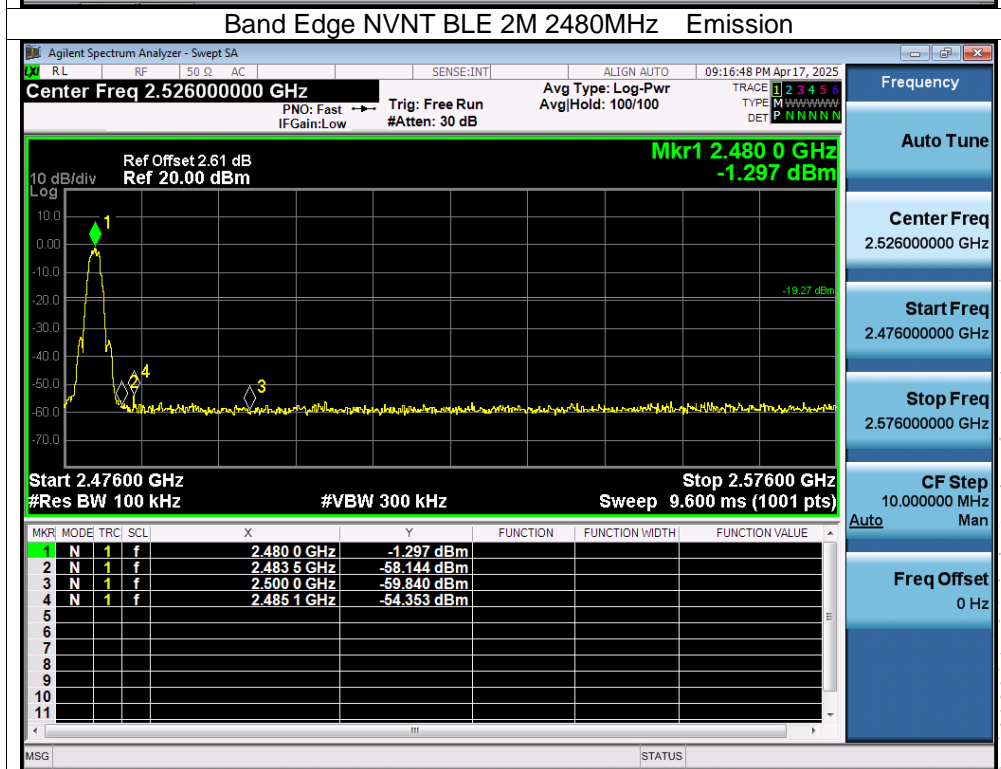 Band Edge NVNT BLE 2M 2480MHz Emission
Agilent Spectrum Analyzer - Swept SA
LXI RL RF 50 Ω AC SENSE:INT ALIGN AUTO 09:16:48 PM Apr 17, 2025
Center Freq 2.526000000 GHz
PNO: Fast
IFGain:Low
Trig: Free Run
#Atten: 30 dB
Avg Type: Log-Pwr
Avg|Hold: 100/100
TRACE 1 2 3 4 5 6
TYPE M WWWWW
DET P N N N N N
Frequency
Mkr1 2.480 0 GHz
-1.297 dBm
Ref Offset 2.61 dB
10 dB/div Ref 20.00 dBm
Log
10.0
0.00
-10.0
-20.0
-30.0
-40.0
-50.0
-60.0
-70.0
1
2
4
3
-19.27 dBm
Start 2.47600 GHz Stop 2.57600 GHz
#Res BW 100 kHz #VBW 300 kHz Sweep 9.600 ms (1001 pts)
MKR MODE TRC SCL X Y FUNCTION FUNCTION WIDTH FUNCTION VALUE
1 N 1 f 2.480 0 GHz -1.297 dBm
2 N 1 f 2.483 5 GHz -58.144 dBm
3 N 1 f 2.500 0 GHz -59.840 dBm
4 N 1 f 2.485 1 GHz -54.353 dBm
5
6
7
8
9
10
11
MSG STATUS
Auto Tune
Center Freq
2.526000000 GHz
Start Freq
2.476000000 GHz
Stop Freq
2.576000000 GHz
CF Step
10.000000 MHz
Auto Man
Freq Offset
0 Hz